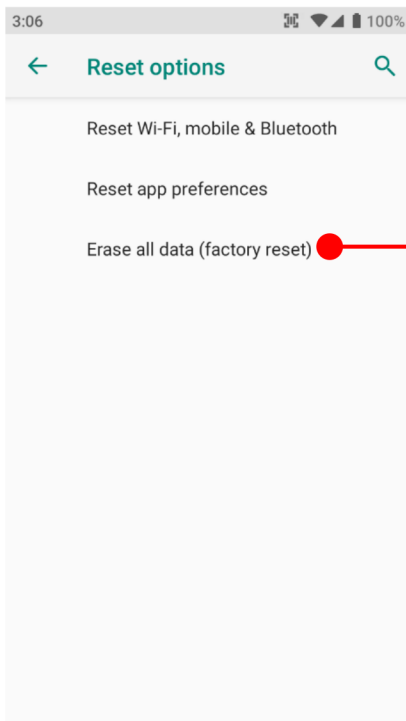 3:06 100%
Reset options
Reset Wi-Fi, mobile & Bluetooth
Reset app preferences
Erase all data (factory reset)